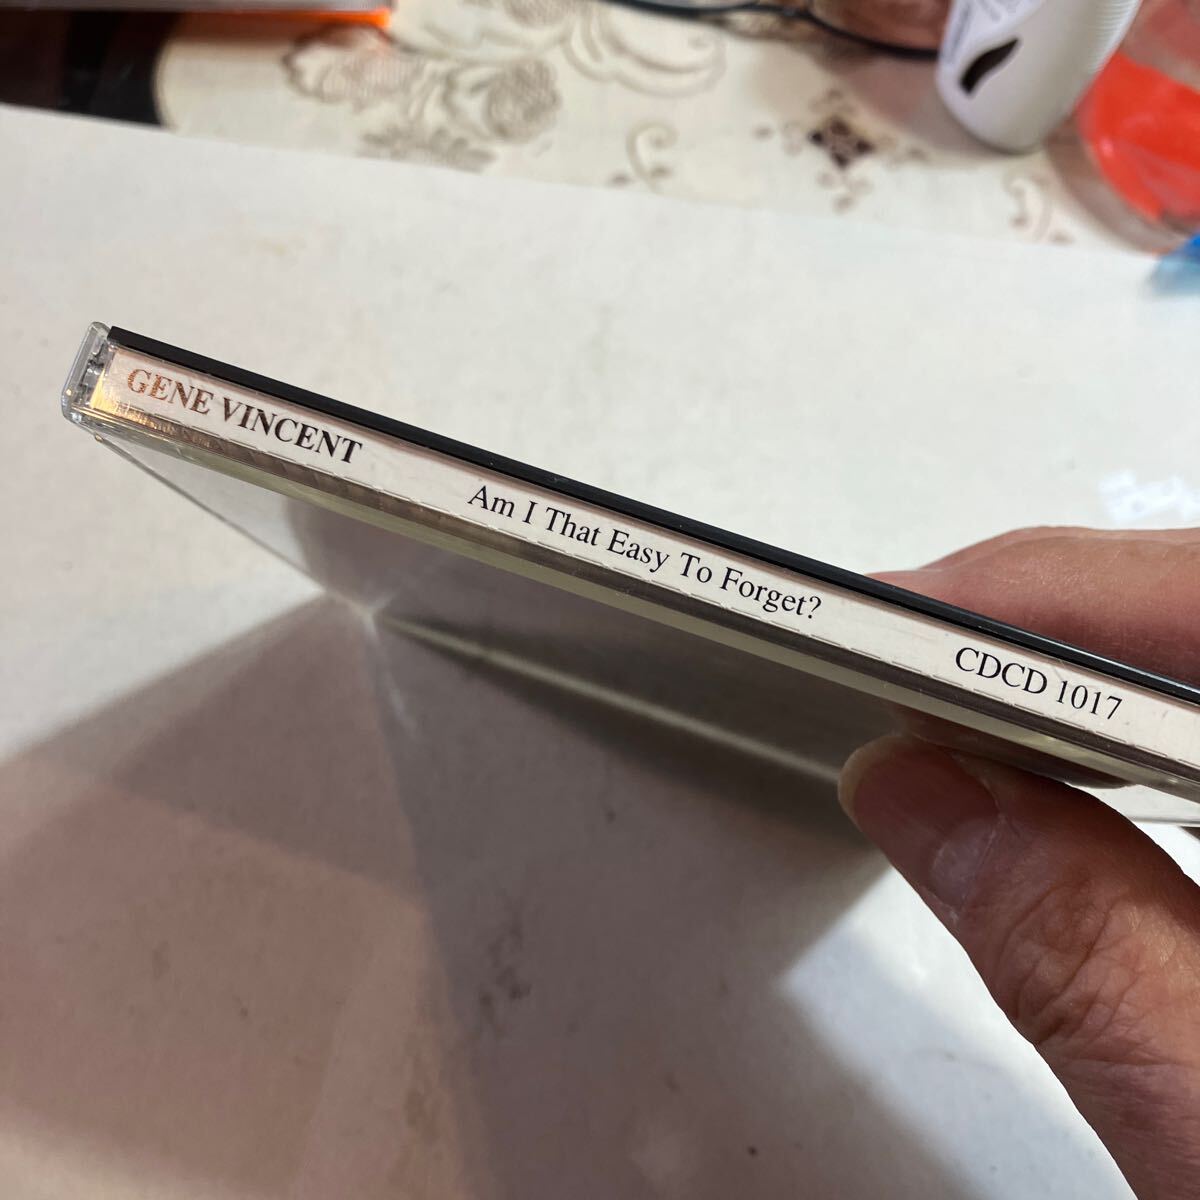 GENE VINCENT Am I That Easy To Forget? CDCD 1017